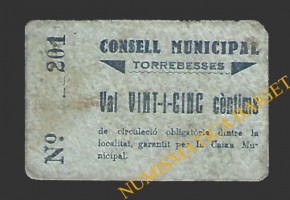 Nº 201
CONSELL MUNICIPAL
TORREBESSES
Val VINT-I-CINC cèntims
de circulació obligatòria dintre la
localitat, garantit per la Caixa Mu-
nicipal.
NUMISMATICA